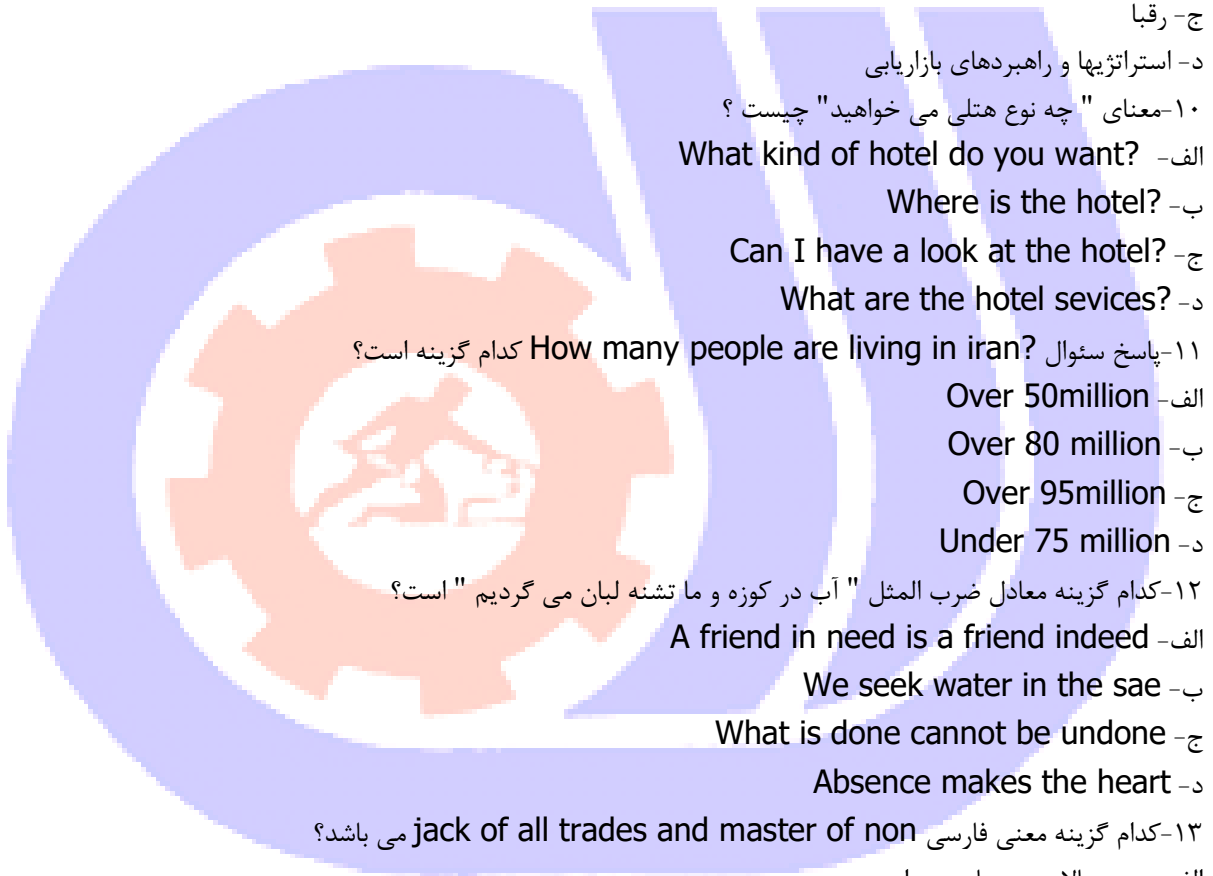 ج- رقبا
د- استراتژیها و راهبردهای بازاریابی
۱۰-معنای " چه نوع هتلی می خواهید" چیست ؟
الف- What kind of hotel do you want?
ب- Where is the hotel?
ج- Can I have a look at the hotel?
د- What are the hotel sevices?
۱۱-پاسخ سئوال How many people are living in iran? کدام گزینه است؟
الف- Over 50million
ب- Over 80 million
ج- Over 95million
د- Under 75 million
۱۲-کدام گزینه معادل ضرب المثل " آب در کوزه و ما تشنه لبان می گردیم " است؟
الف- A friend in need is a friend indeed
ب- We seek water in the sae
ج- What is done cannot be undone
د- Absence makes the heart
۱۳-کدام گزینه معنی فارسی jack of all trades and master of non می باشد؟